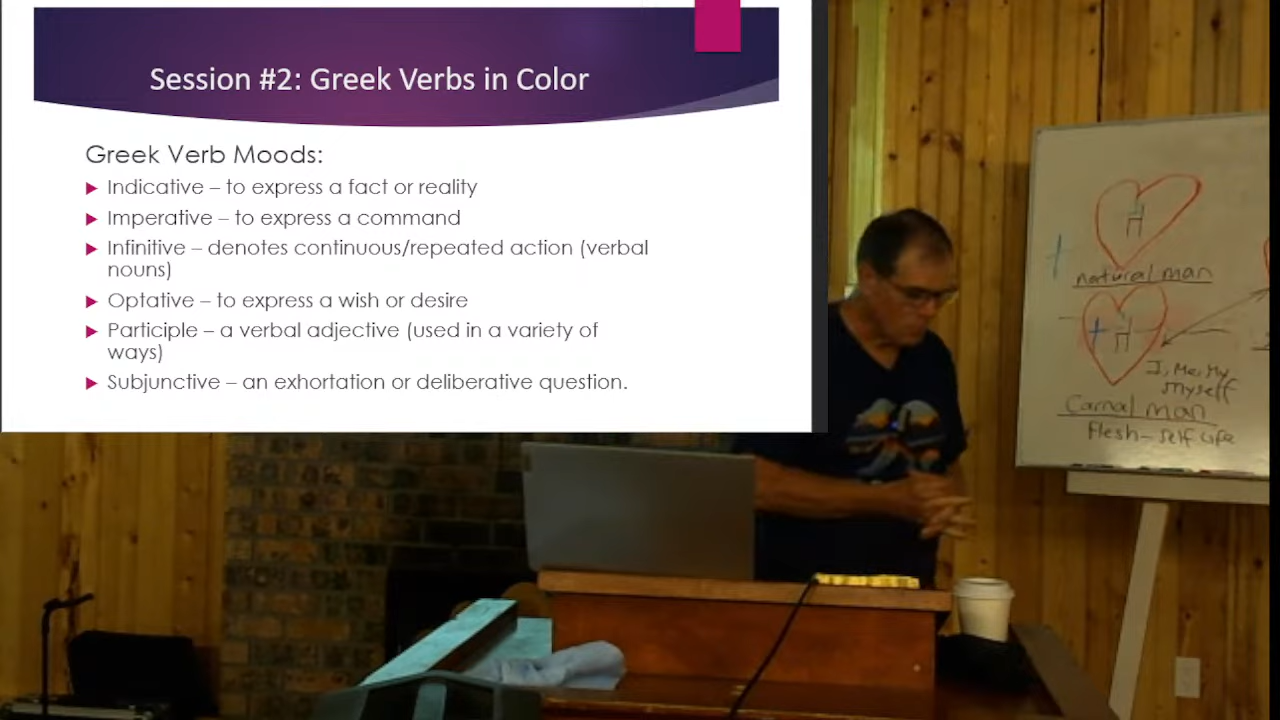 Session #2: Greek Verbs in Color
Greek Verb Moods:
Indicative – to express a fact or reality
Imperative – to express a command
Infinitive – denotes continuous/repeated action (verbal
nouns)
Optative – to express a wish or desire
Participle – a verbal adjective (used in a variety of
ways)
Subjunctive – an exhortation or deliberative question.
H
natural man
H
I, Me, My
Myself
Carnal man
Flesh – Self Life